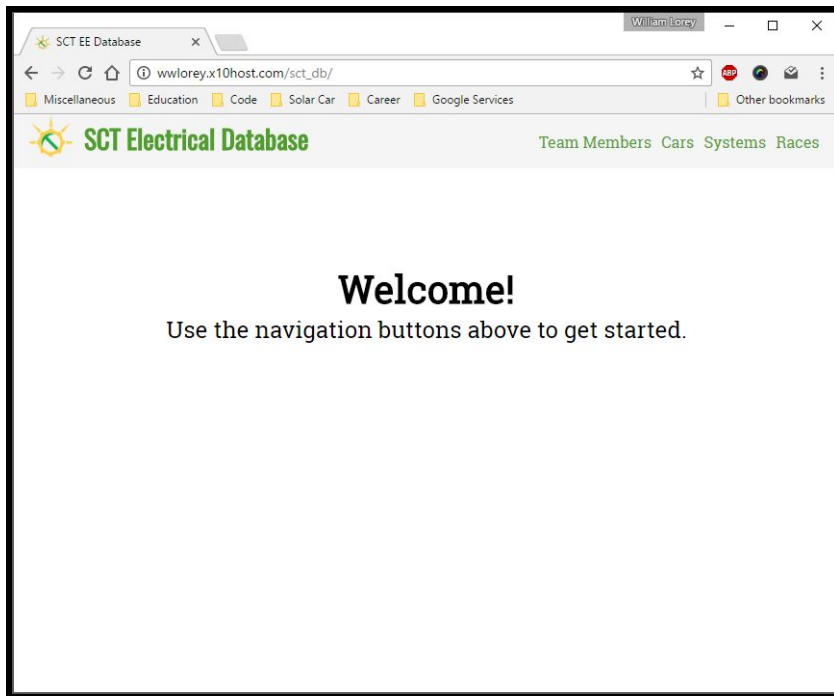 William Lorey
SCT EE Database
wwlorey.x10host.com/sct_db/
ABP
Miscellaneous Education Code Solar Car Career Google Services Other bookmarks
SCT Electrical Database Team Members Cars Systems Races
Welcome!
Use the navigation buttons above to get started.